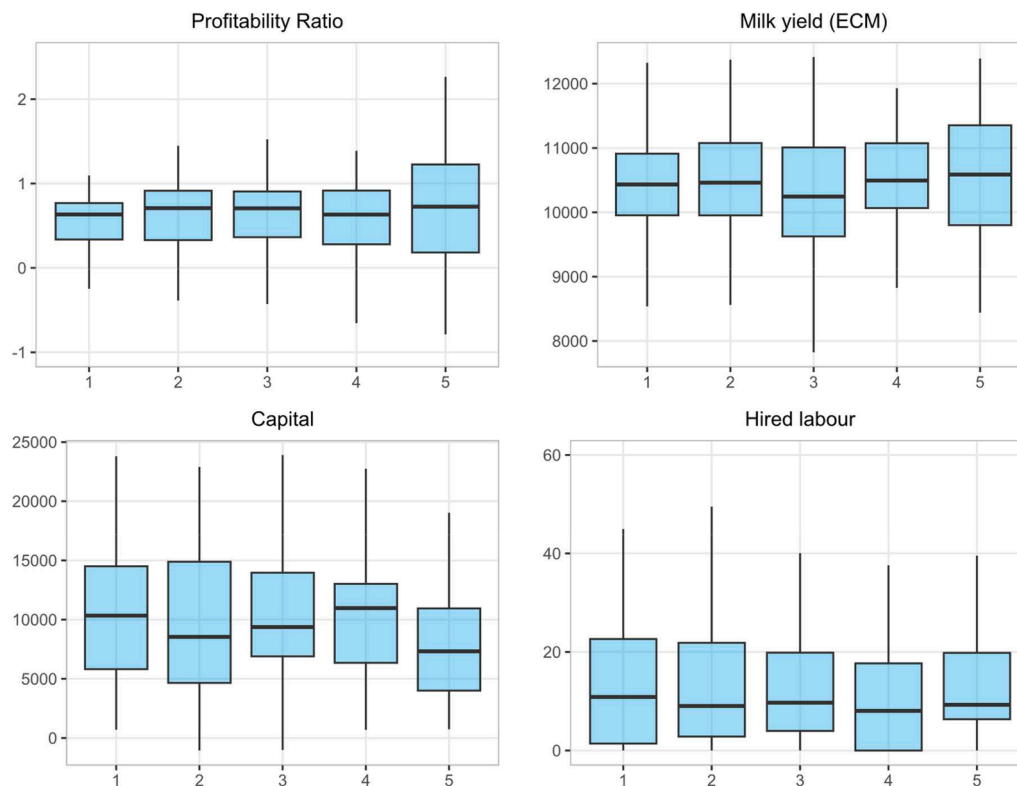 Profitability Ratio
2
1
0
-1
1 2 3 4 5
Milk yield (ECM)
12000
11000
10000
9000
8000
1 2 3 4 5
Capital
25000
20000
15000
10000
5000
0
1 2 3 4 5
Hired labour
60
40
20
0
1 2 3 4 5